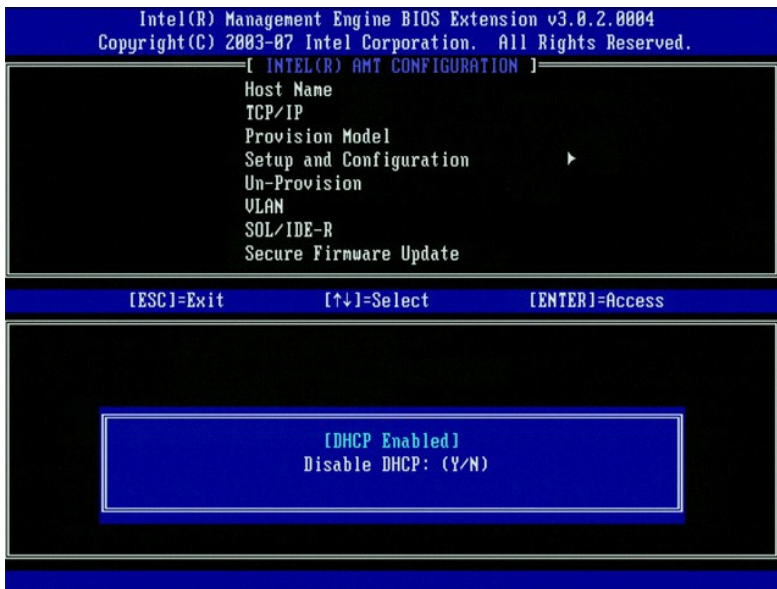 Intel(R) Management Engine BIOS Extension v3.0.2.0004
Copyright(C) 2003-07 Intel Corporation.  All Rights Reserved.
[ INTEL(R) AMT CONFIGURATION ]
Host Name
TCP/IP
Provision Model
Setup and Configuration ►
Un-Provision
VLAN
SOL/IDE-R
Secure Firmware Update
[ESC]=Exit [↑↓]=Select [ENTER]=Access
[DHCP Enabled]
Disable DHCP: (Y/N)